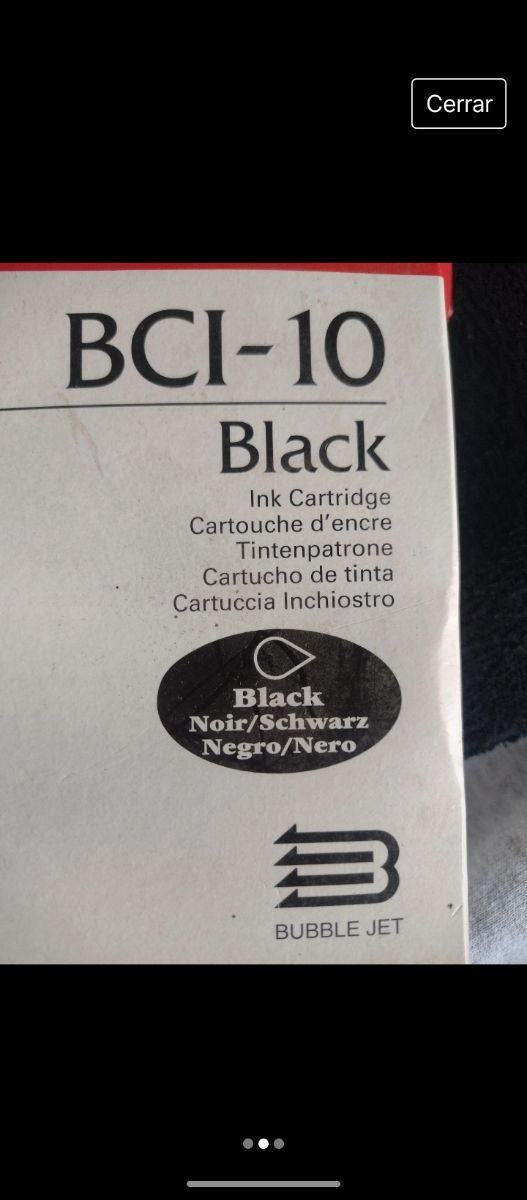 Cerrar
BCI-10
Black
Ink Cartridge
Cartouche d'encre
Tintenpatrone
Cartucho de tinta
Cartuccia Inchiostro
Black
Noir/Schwarz
Negro/Nero
BUBBLE JET